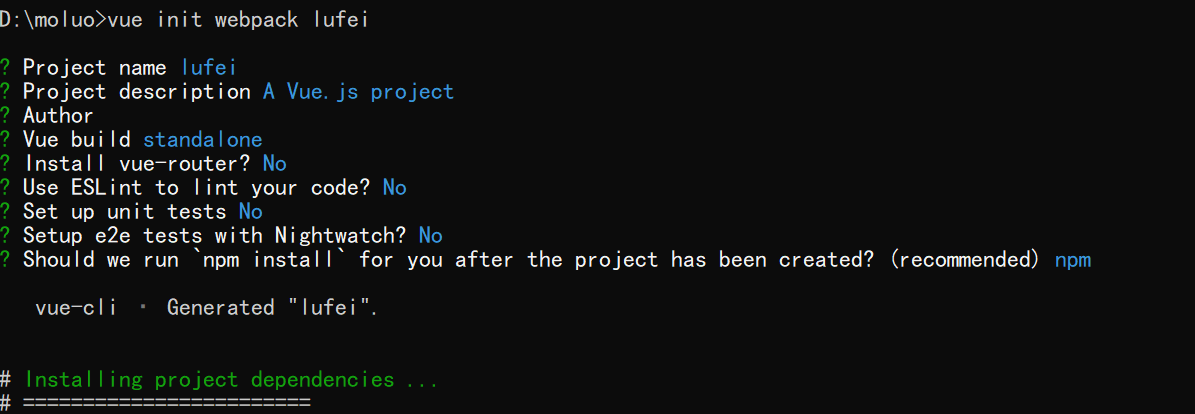 D:\moluo>vue init webpack lufei
? Project name lufei
? Project description A Vue.js project
? Author
? Vue build standalone
? Install vue-router? No
? Use ESLint to lint your code? No
? Set up unit tests No
? Setup e2e tests with Nightwatch? No
? Should we run `npm install` for you after the project has been created? (recommended) npm
vue-cli · Generated "lufei".
# Installing project dependencies ...
# ========================